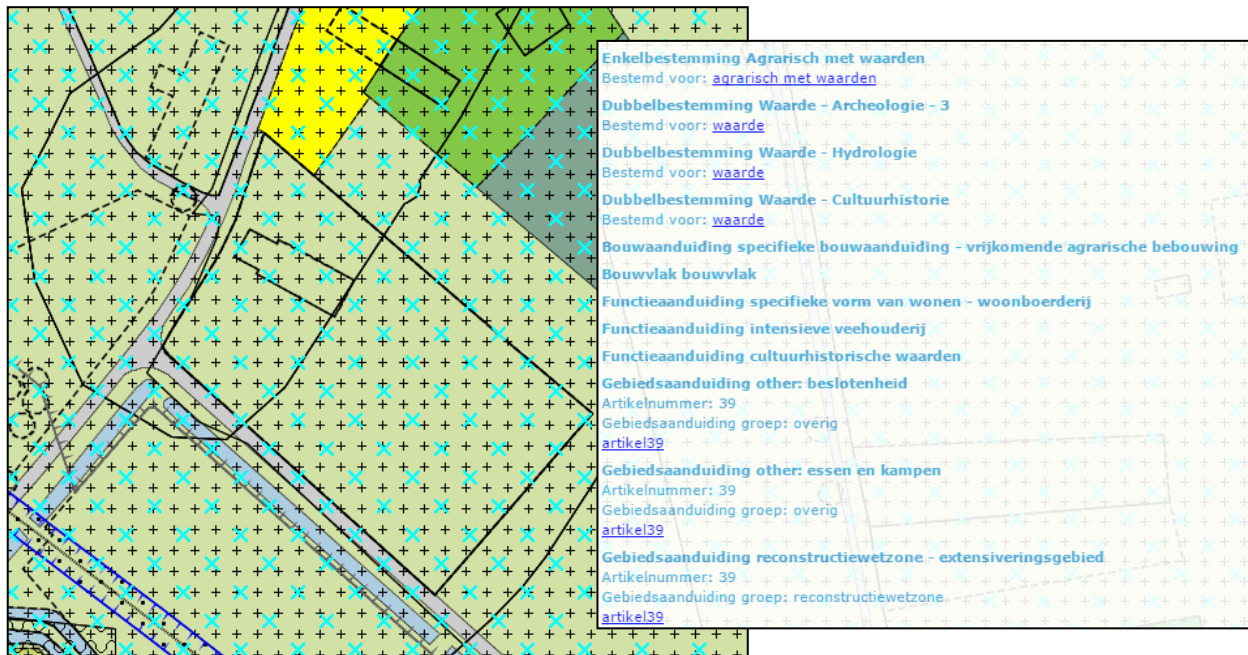 Enkelbestemming Agrarisch met waarden
Bestemd voor: agrarisch met waarden
Dubbelbestemming Waarde - Archeologie - 3
Bestemd voor: waarde
Dubbelbestemming Waarde - Hydrologie
Bestemd voor: waarde
Dubbelbestemming Waarde - Cultuurhistorie
Bestemd voor: waarde
Bouwaanduiding specifieke bouwaanduiding - vrijkomende agrarische bebouwing
Bouwvlak bouwvlak
Functieaanduiding specifieke vorm van wonen - woonboerderij
Functieaanduiding intensieve veehouderij
Functieaanduiding cultuurhistorische waarden
Gebiedsaanduiding other: beslotenheid
Artikelnummer: 39
Gebiedsaanduiding groep: overig
artikel39
Gebiedsaanduiding other: essen en kampen
Artikelnummer: 39
Gebiedsaanduiding groep: overig
artikel39
Gebiedsaanduiding reconstructiewetzone - extensiveringsgebied
Artikelnummer: 39
Gebiedsaanduiding groep: reconstructiewetzone
artikel39